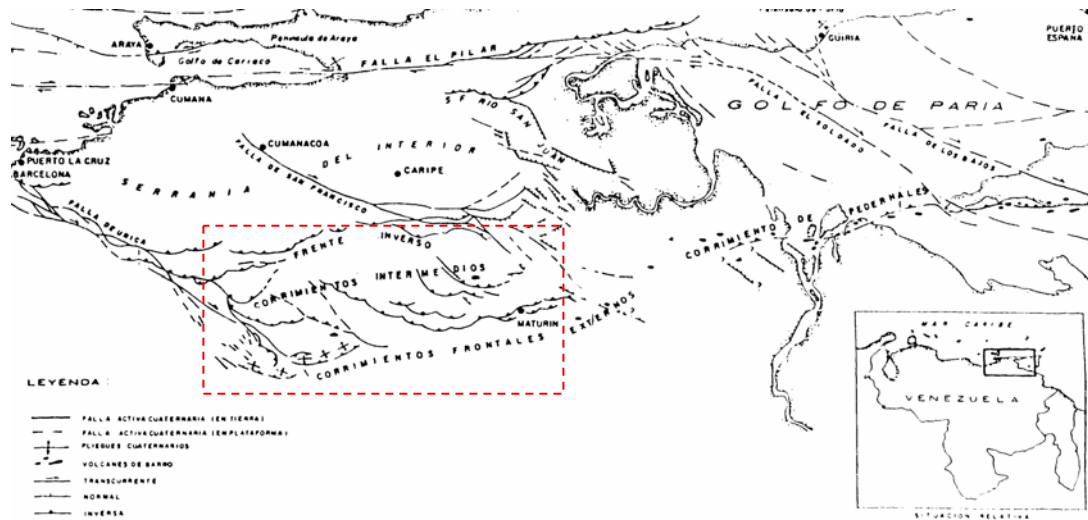 ARAYA
Peninsula de Araya
Golfo de Carraco
CUMANA
FALLA EL PILAR
GUIRIA
PUERTO
ESPANA
GOLFO DE PARIA
FALLA
EL SOLDADO
FALLA
DE LOS BAJOS
S F RIO SAN
JUAN
CUMANACOA
PUERTO LA CRUZ
BARCELONA
SERRANIA
DEL INTERIOR
CARIPE
FALLA DE SAN FRANCISCO
FALLA DE URICA
FRENTE INVERSO
CORRIMIENTOS INTERMEDIOS
MATURIN
CORRIMIENTOS FRONTALES EXTERNOS
CORRIMIENTO DE PEDERNALES
LEYENDA :
FALLA ACTIVA CUATERNARIA (EN TIERRA)
FALLA ACTIVA CUATERNARIA (EN PLATAFORMA)
PLIEGUES CUATERNARIOS
VOLCANES DE BARRO
TRANSCURRENTE
NORMAL
INVERSA
MAR CARIBE
VENEZUELA
SITUACION RELATIVA